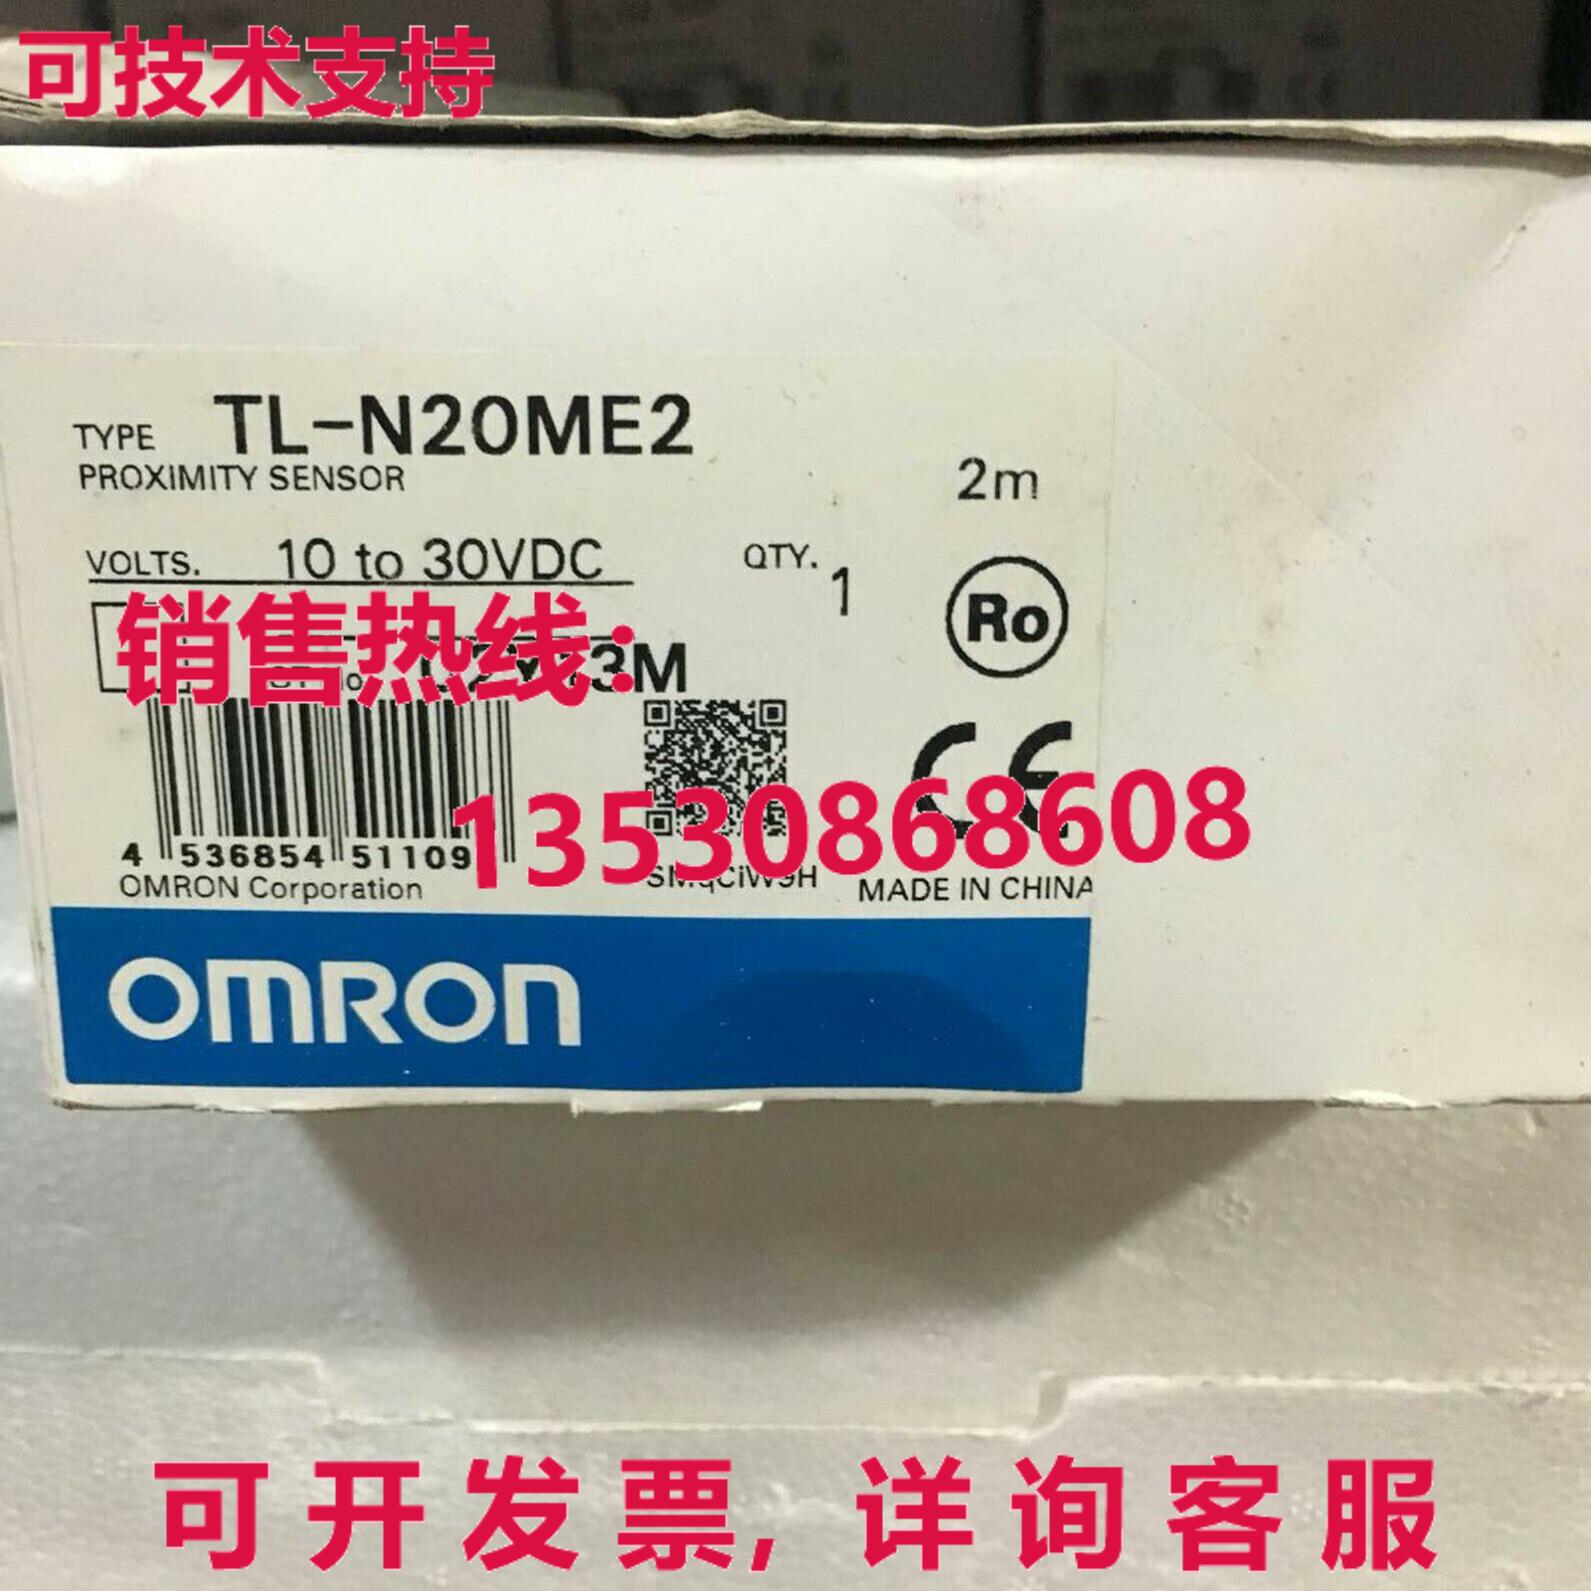 可技术支持
TYPE TL-N20ME2
PROXIMITY SENSOR
2m
VOLTS. 10 to 30VDC
QTY. 1
Ro
销售热线:
3M
CE
13530868608
4 536854 51109
OMRON Corporation
MADE IN CHINA
OMRON
可开发票,详询客服